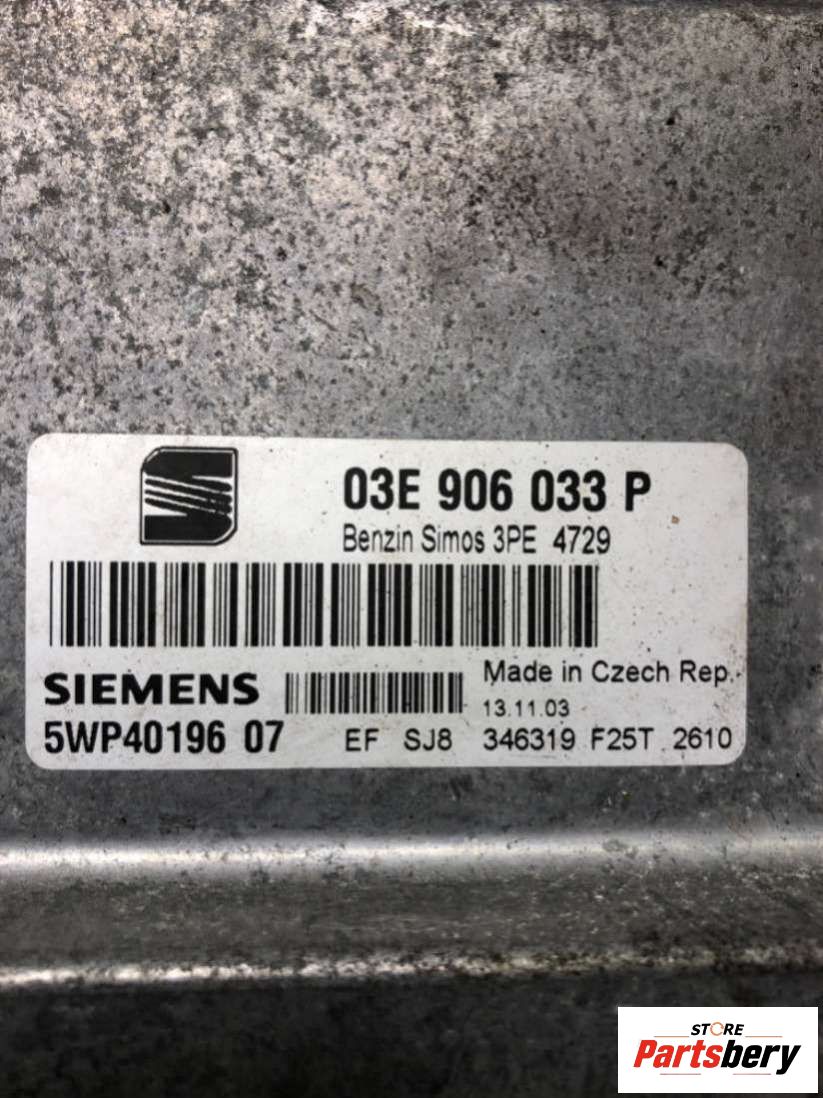 03E 906 033 P
Benzin Simos 3PE 4729
SIEMENS
Made in Czech Rep.
13.11.03
5WP40196 07
EF SJ8 346319 F25T 2610
STORE
Partsbery